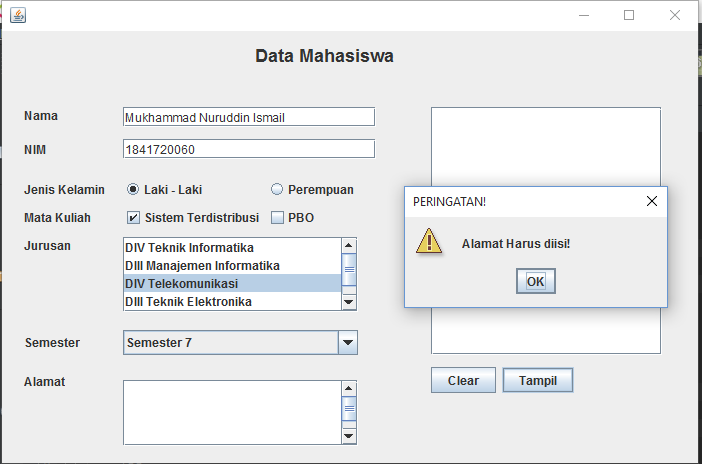 Data Mahasiswa
Nama
Mukhammad Nuruddin Ismail
NIM
1841720060
Jenis Kelamin
Laki - Laki
Perempuan
Mata Kuliah
Sistem Terdistribusi
PBO
Jurusan
DIV Teknik Informatika
DIII Manajemen Informatika
DIV Telekomunikasi
DIII Teknik Elektronika
Semester
Semester 7
Alamat
PERINGATAN!
Alamat Harus diisi!
OK
Clear
Tampil